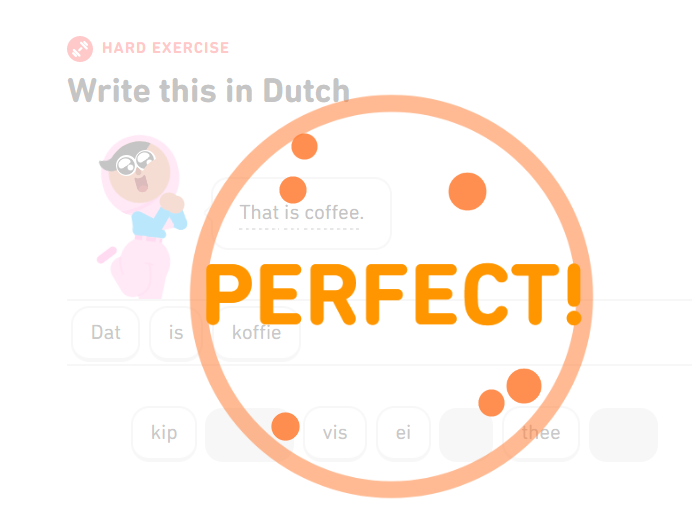 HARD EXERCISE
Write this in Dutch
That is coffee.
PERFECT!
Dat is koffie
kip vis ei thee